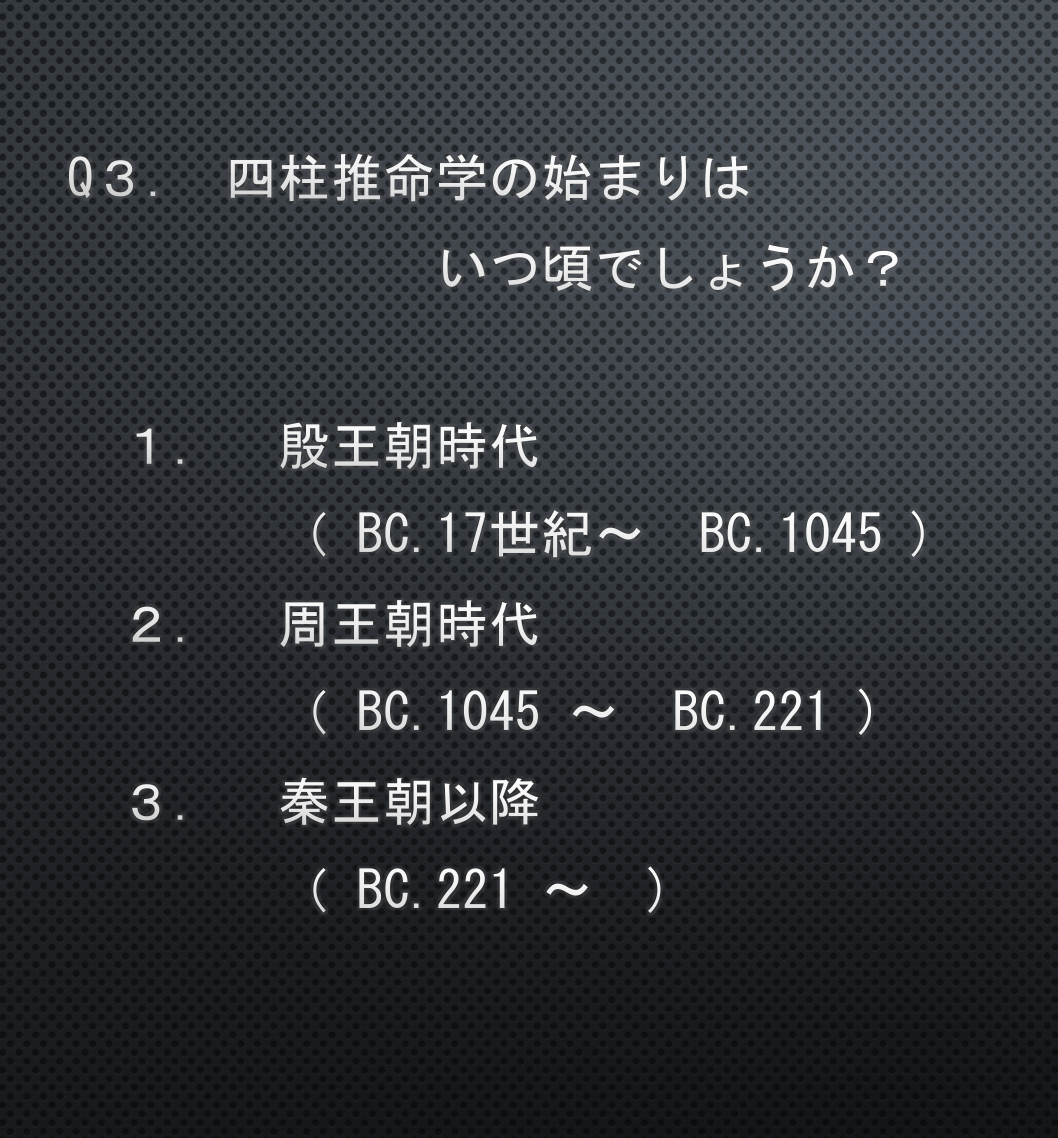 Q３.　四柱推命学の始まりは
いつ頃でしょうか？
１.　殷王朝時代
（ BC.17世紀～　BC.1045 ）
２.　周王朝時代
（ BC.1045 ～　BC.221 ）
３.　秦王朝以降
（ BC.221 ～　）